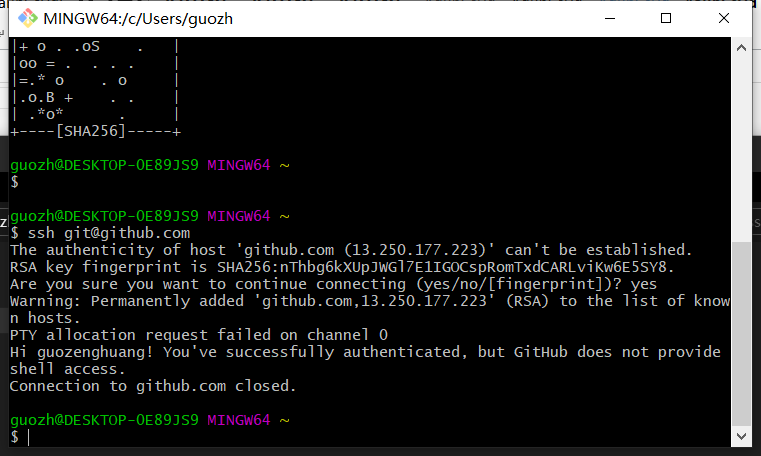 MINGW64:/c/Users/guozh
|+ o . .oS    .   |
|oo = .  . . .    |
|=.* o    . o     |
|.o.B +    . .    |
| .*o*      .     |
+----[SHA256]-----+
guozh@DESKTOP-OE89JS9 MINGW64 ~
$
guozh@DESKTOP-OE89JS9 MINGW64 ~
$ ssh git@github.com
The authenticity of host 'github.com (13.250.177.223)' can't be established.
RSA key fingerprint is SHA256:nThbg6kXUpJWGl7E1IGOCspRomTxdCARLviKw6E5SY8.
Are you sure you want to continue connecting (yes/no/[fingerprint])? yes
Warning: Permanently added 'github.com,13.250.177.223' (RSA) to the list of know
n hosts.
PTY allocation request failed on channel 0
Hi guozenghuang! You've successfully authenticated, but GitHub does not provide
shell access.
Connection to github.com closed.
guozh@DESKTOP-OE89JS9 MINGW64 ~
$